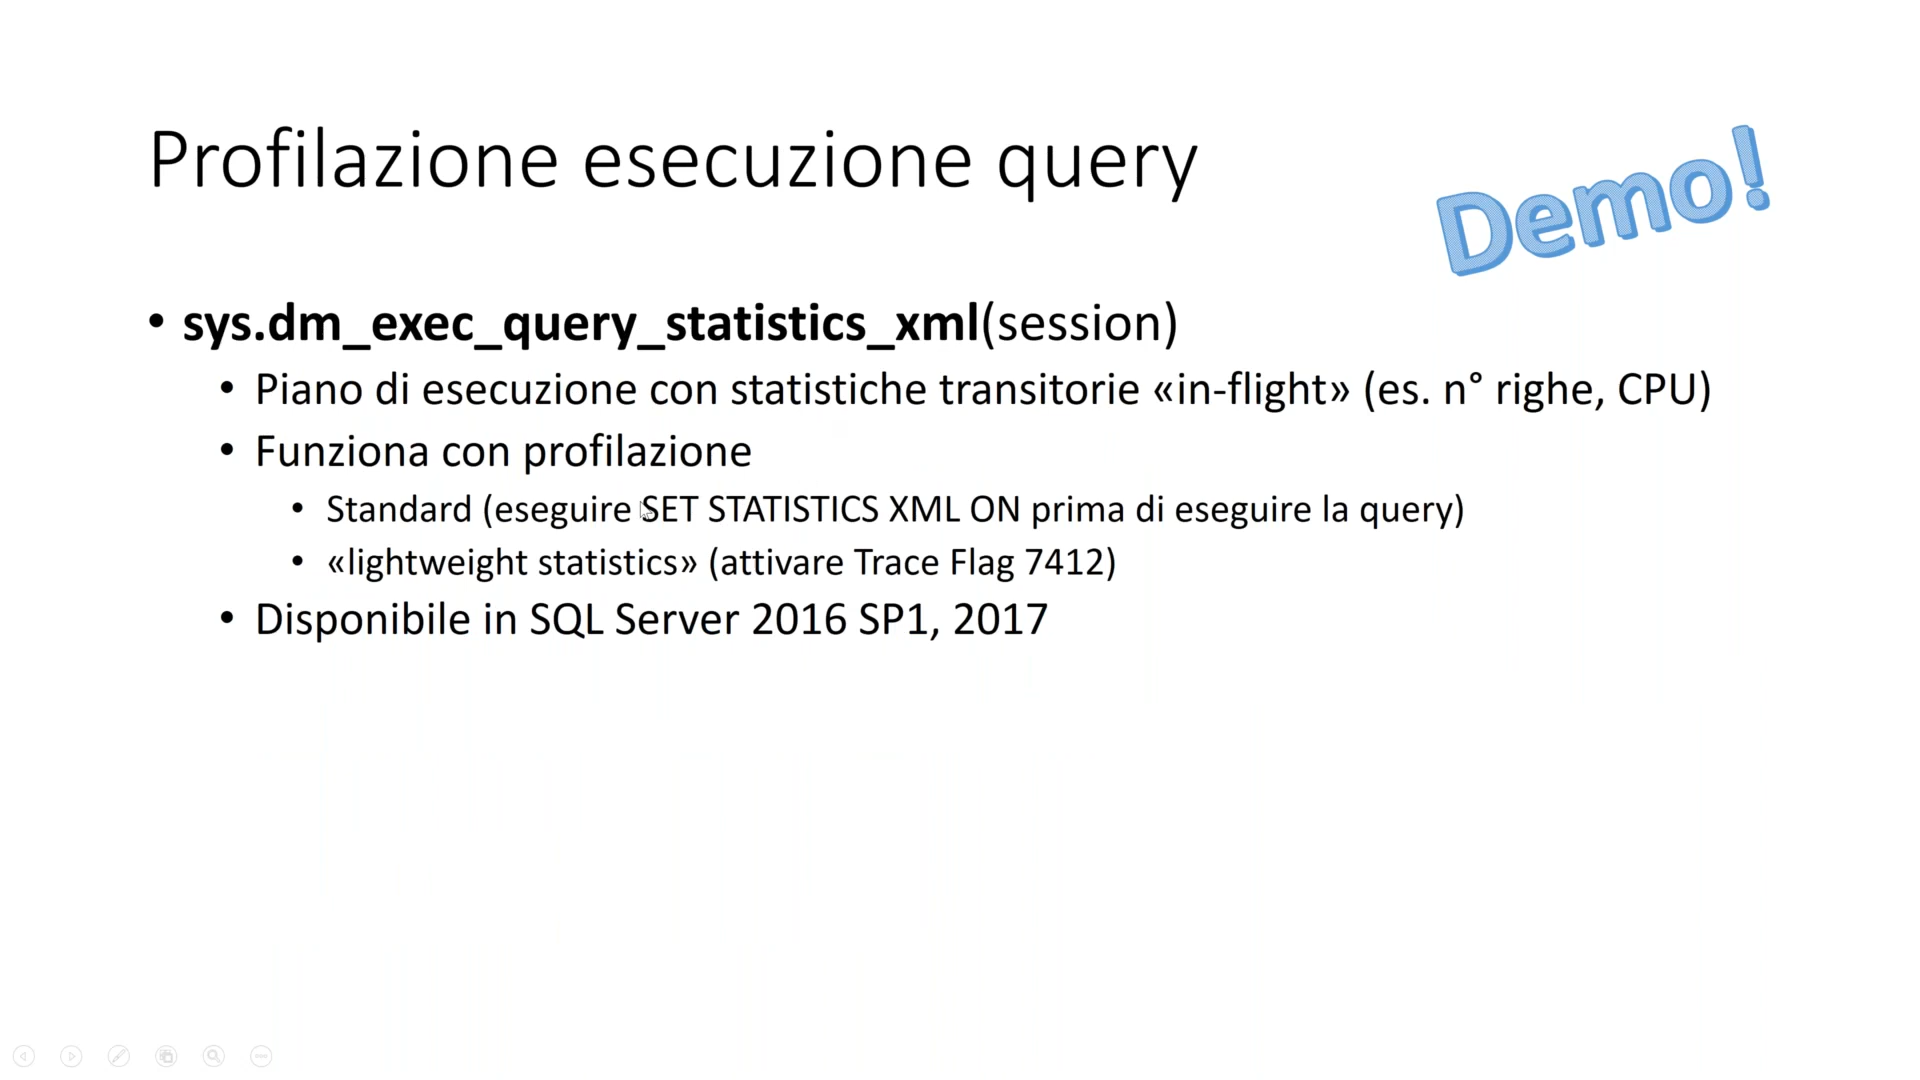 Profilazione esecuzione query
Demo!
• sys.dm_exec_query_statistics_xml(session)
• Piano di esecuzione con statistiche transitorie «in-flight» (es. n° righe, CPU)
• Funziona con profilazione
• Standard (eseguire SET STATISTICS XML ON prima di eseguire la query)
• «lightweight statistics» (attivare Trace Flag 7412)
• Disponibile in SQL Server 2016 SP1, 2017